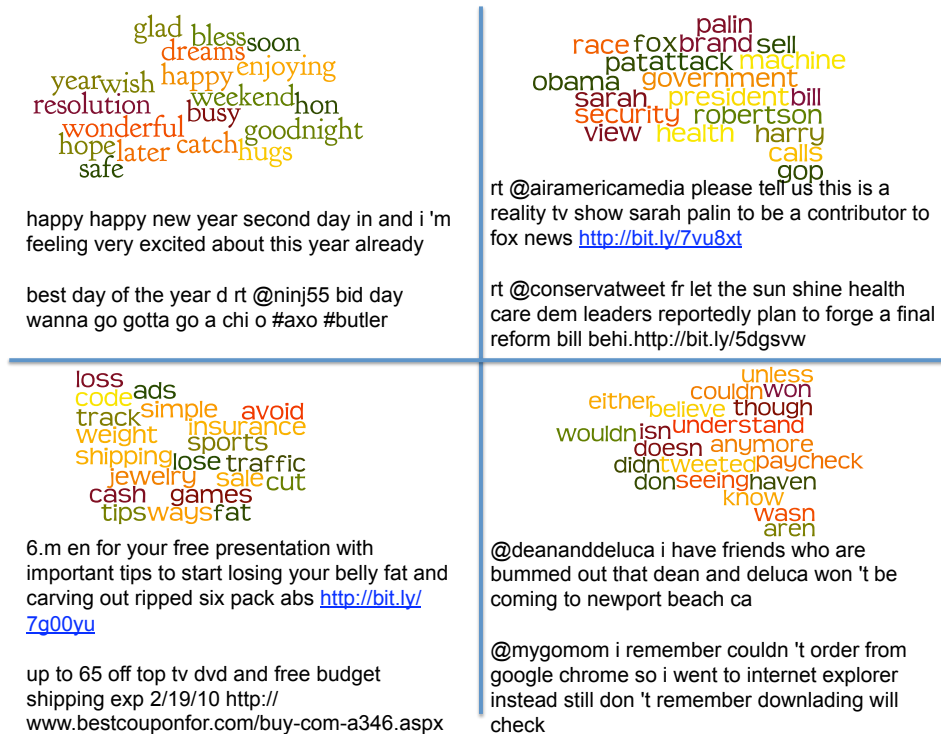 glad bless soon
dreams
year wish happy enjoying
resolution weekend hon
busy
wonderful goodnight
hope later catch hugs
safe
happy happy new year second day in and i 'm
feeling very excited about this year already
best day of the year d rt @ninj55 bid day
wanna go gotta go a chi o #axo #butler
palin
race fox brand sell
patattack machine
obama government
sarah president bill
security robertson
view health harry
calls
gop
rt @airamericamedia please tell us this is a
reality tv show sarah palin to be a contributor to
fox news http://bit.ly/7vu8xt
rt @conservatweet fr let the sun shine health
care dem leaders reportedly plan to forge a final
reform bill behi.http://bit.ly/5dgsvw
loss
code ads
track simple avoid
weight insurance
sports
shipping lose traffic
jewelry sale cut
cash games
tips ways fat
6.m en for your free presentation with
important tips to start losing your belly fat and
carving out ripped six pack abs http://bit.ly/
7g00yu
up to 65 off top tv dvd and free budget
shipping exp 2/19/10 http://
www.bestcouponfor.com/buy-com-a346.aspx
unless
couldn won
either believe though
wouldn isn understand
doesn anymore
didn tweeted paycheck
don seeing haven
know
wasn
aren
@deananddeluca i have friends who are
bummed out that dean and deluca won 't be
coming to newport beach ca
@mygomom i remember couldn 't order from
google chrome so i went to internet explorer
instead still don 't remember downlading will
check